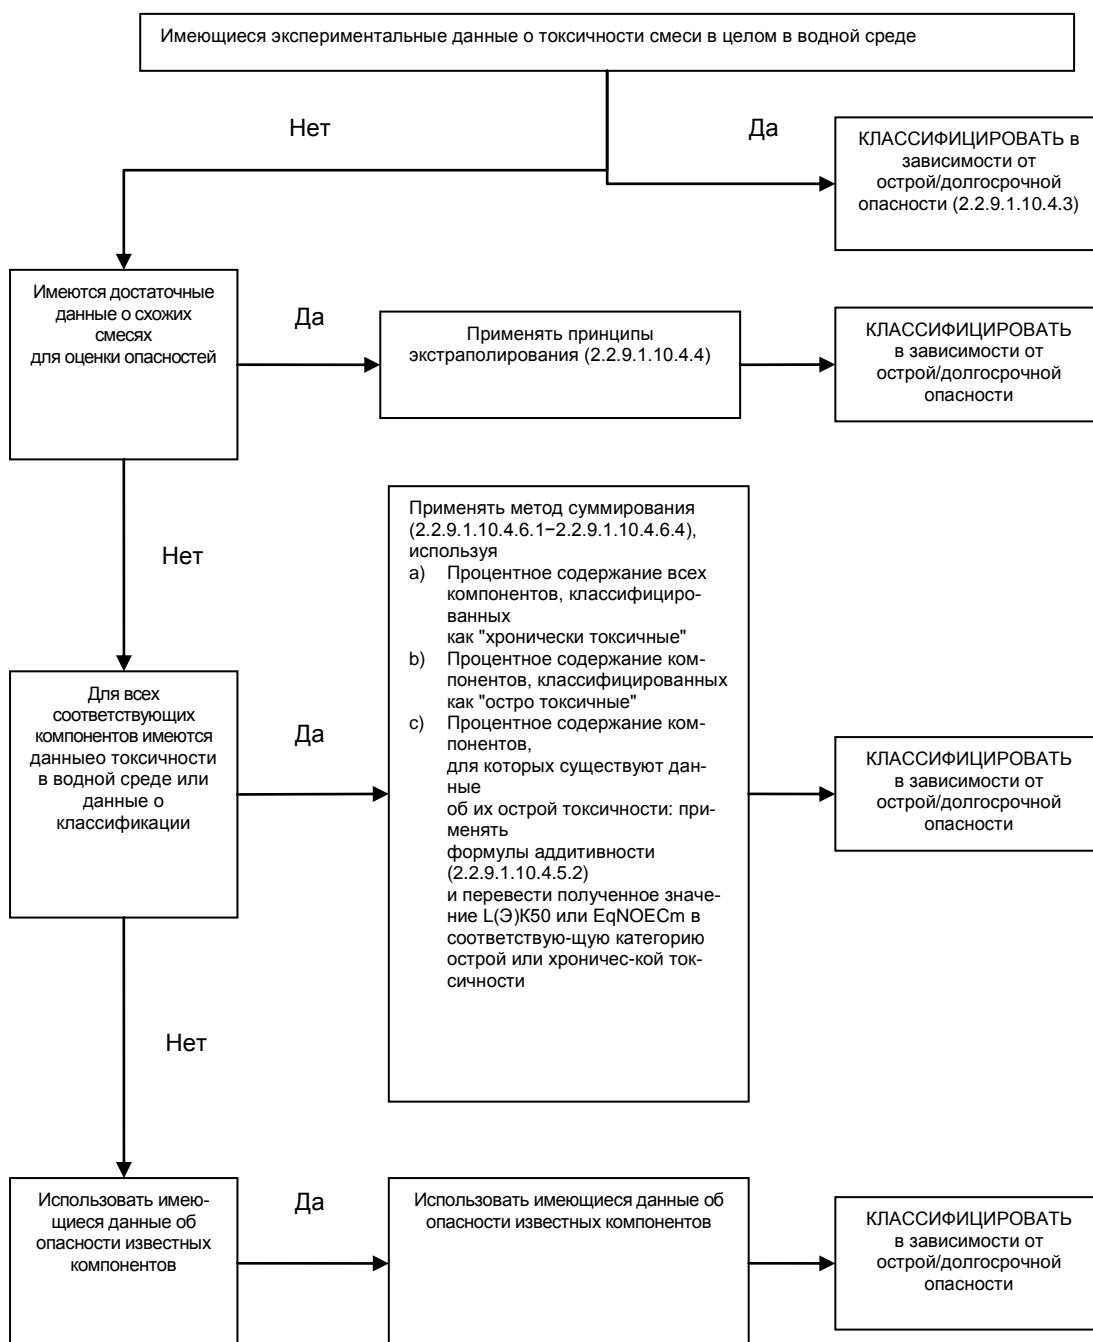 Имеющиеся экспериментальные данные о токсичности смеси в целом в водной среде
Нет
Да
КЛАССИФИЦИРОВАТЬ в
зависимости от
острой/долгосрочной
опасности (2.2.9.1.10.4.3)
Имеются достаточные
данные о схожих
смесях
для оценки опасностей
Да
Применять принципы
экстраполирования (2.2.9.1.10.4.4)
КЛАССИФИЦИРОВАТЬ
в зависимости от
острой/долгосрочной
опасности
Нет
Применять метод суммирования
(2.2.9.1.10.4.6.1−2.2.9.1.10.4.6.4),
используя
a) Процентное содержание всех
компонентов, классифициро-
ванных
как "хронически токсичные"
b) Процентное содержание ком-
понентов, классифицированных
как "остро токсичные"
c) Процентное содержание ком-
понентов,
для которых существуют дан-
ные
об их острой токсичности: при-
менять
формулы аддитивности
(2.2.9.1.10.4.5.2)
и перевести полученное значе-
ние L(Э)К50 или EqNOECm в
соответствую-щую категорию
острой или хроничес-кой ток-
сичности
Для всех
соответствующих
компонентов имеются
данныео токсичности
в водной среде или
данные о
классификации
Да
КЛАССИФИЦИРОВАТЬ
в зависимости от
острой/долгосрочной
опасности
Нет
Использовать имею-
щиеся данные об
опасности известных
компонентов
Да
Использовать имеющиеся данные об
опасности известных компонентов
КЛАССИФИЦИРОВАТЬ
в зависимости от
острой/долгосрочной
опасности